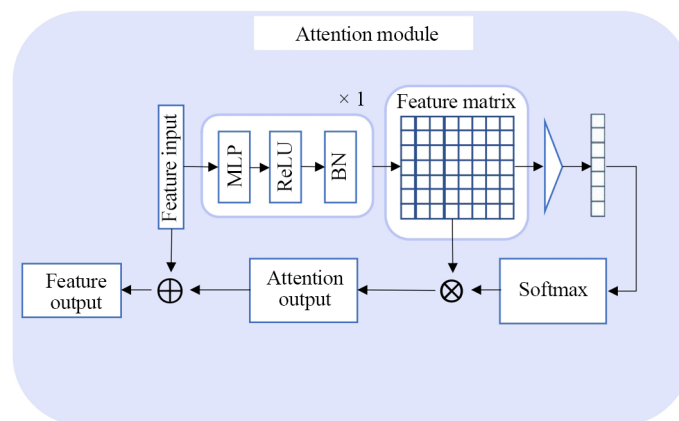 Attention module
× 1
Feature matrix
Feature input
MLP
ReLU
BN
Feature
output
Attention
output
Softmax